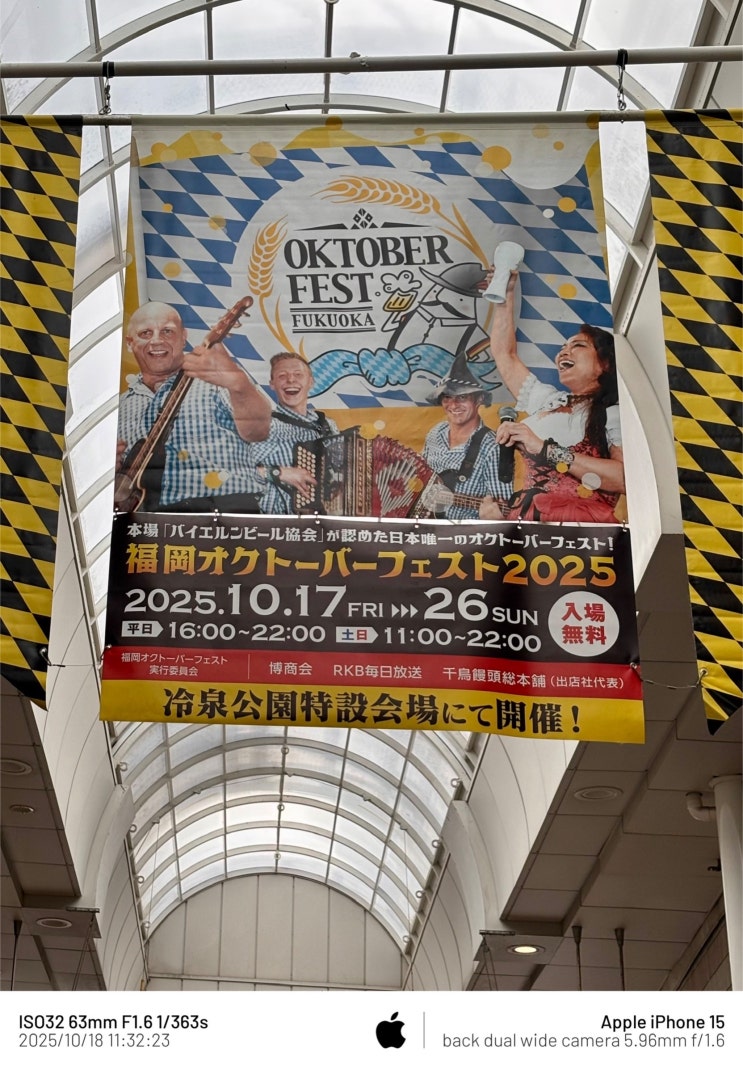 OKTOBER
FEST
FUKUOKA
本場「バイエルンビール協会」が認めた日本唯一のオクトーバーフェスト!
福岡オクトーバーフェスト2025
2025.10.17 FRI ››› 26 SUN
平日 16:00~22:00 土日 11:00~22:00
入場
無料
福岡オクトーバーフェスト
実行委員会
博商会 RKB毎日放送 千鳥饅頭総本舗(出店社代表)
冷泉公園特設会場にて開催!
ISO32 63mm F1.6 1/363s
2025/10/18 11:32:23
Apple iPhone 15
back dual wide camera 5.96mm f/1.6